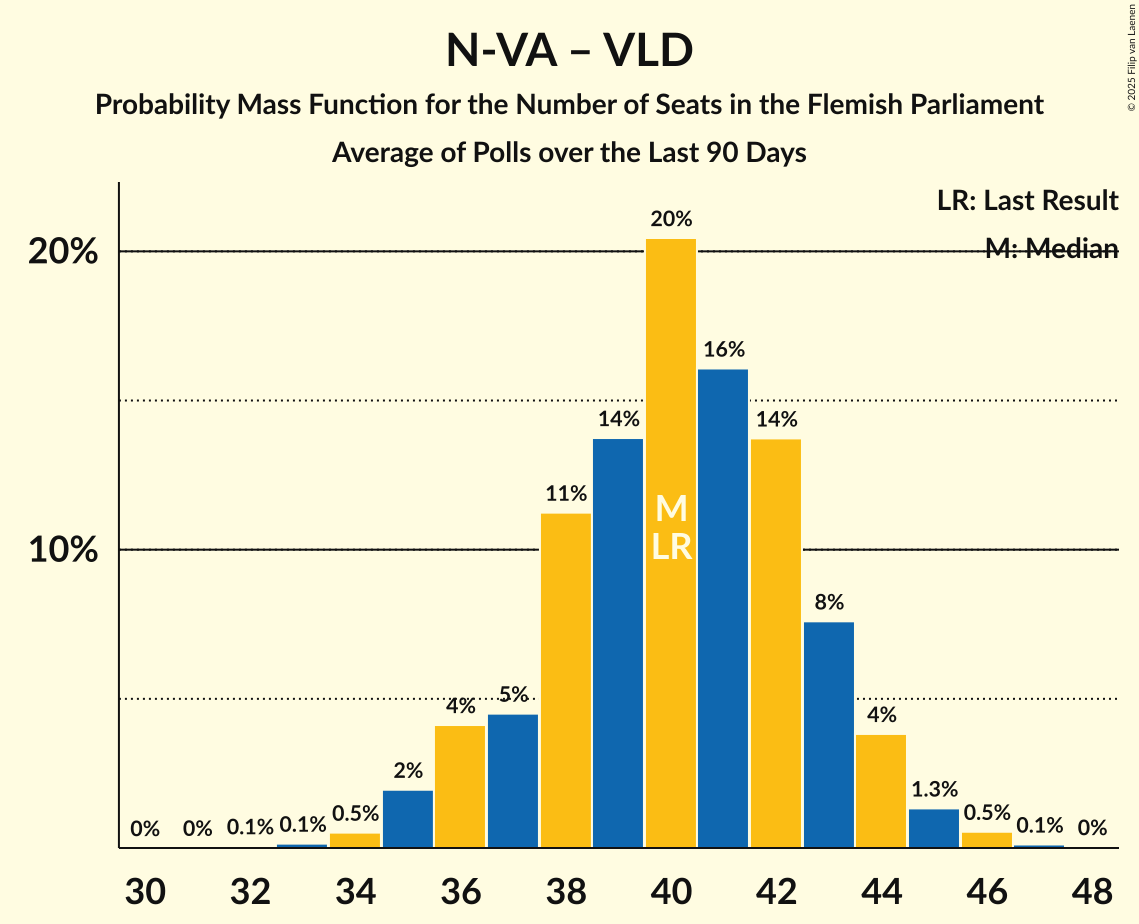 N-VA – VLD
Probability Mass Function for the Number of Seats in the Flemish Parliament
Average of Polls over the Last 90 Days
© 2025 Filip van Laenen
LR: Last Result
M: Median
20%
10%
0%
0%
0.1%
0.1%
0.5%
2%
4%
5%
11%
14%
20%
16%
14%
8%
4%
1.3%
0.5%
0.1%
0%
M
LR
30 32 34 36 38 40 42 44 46 48